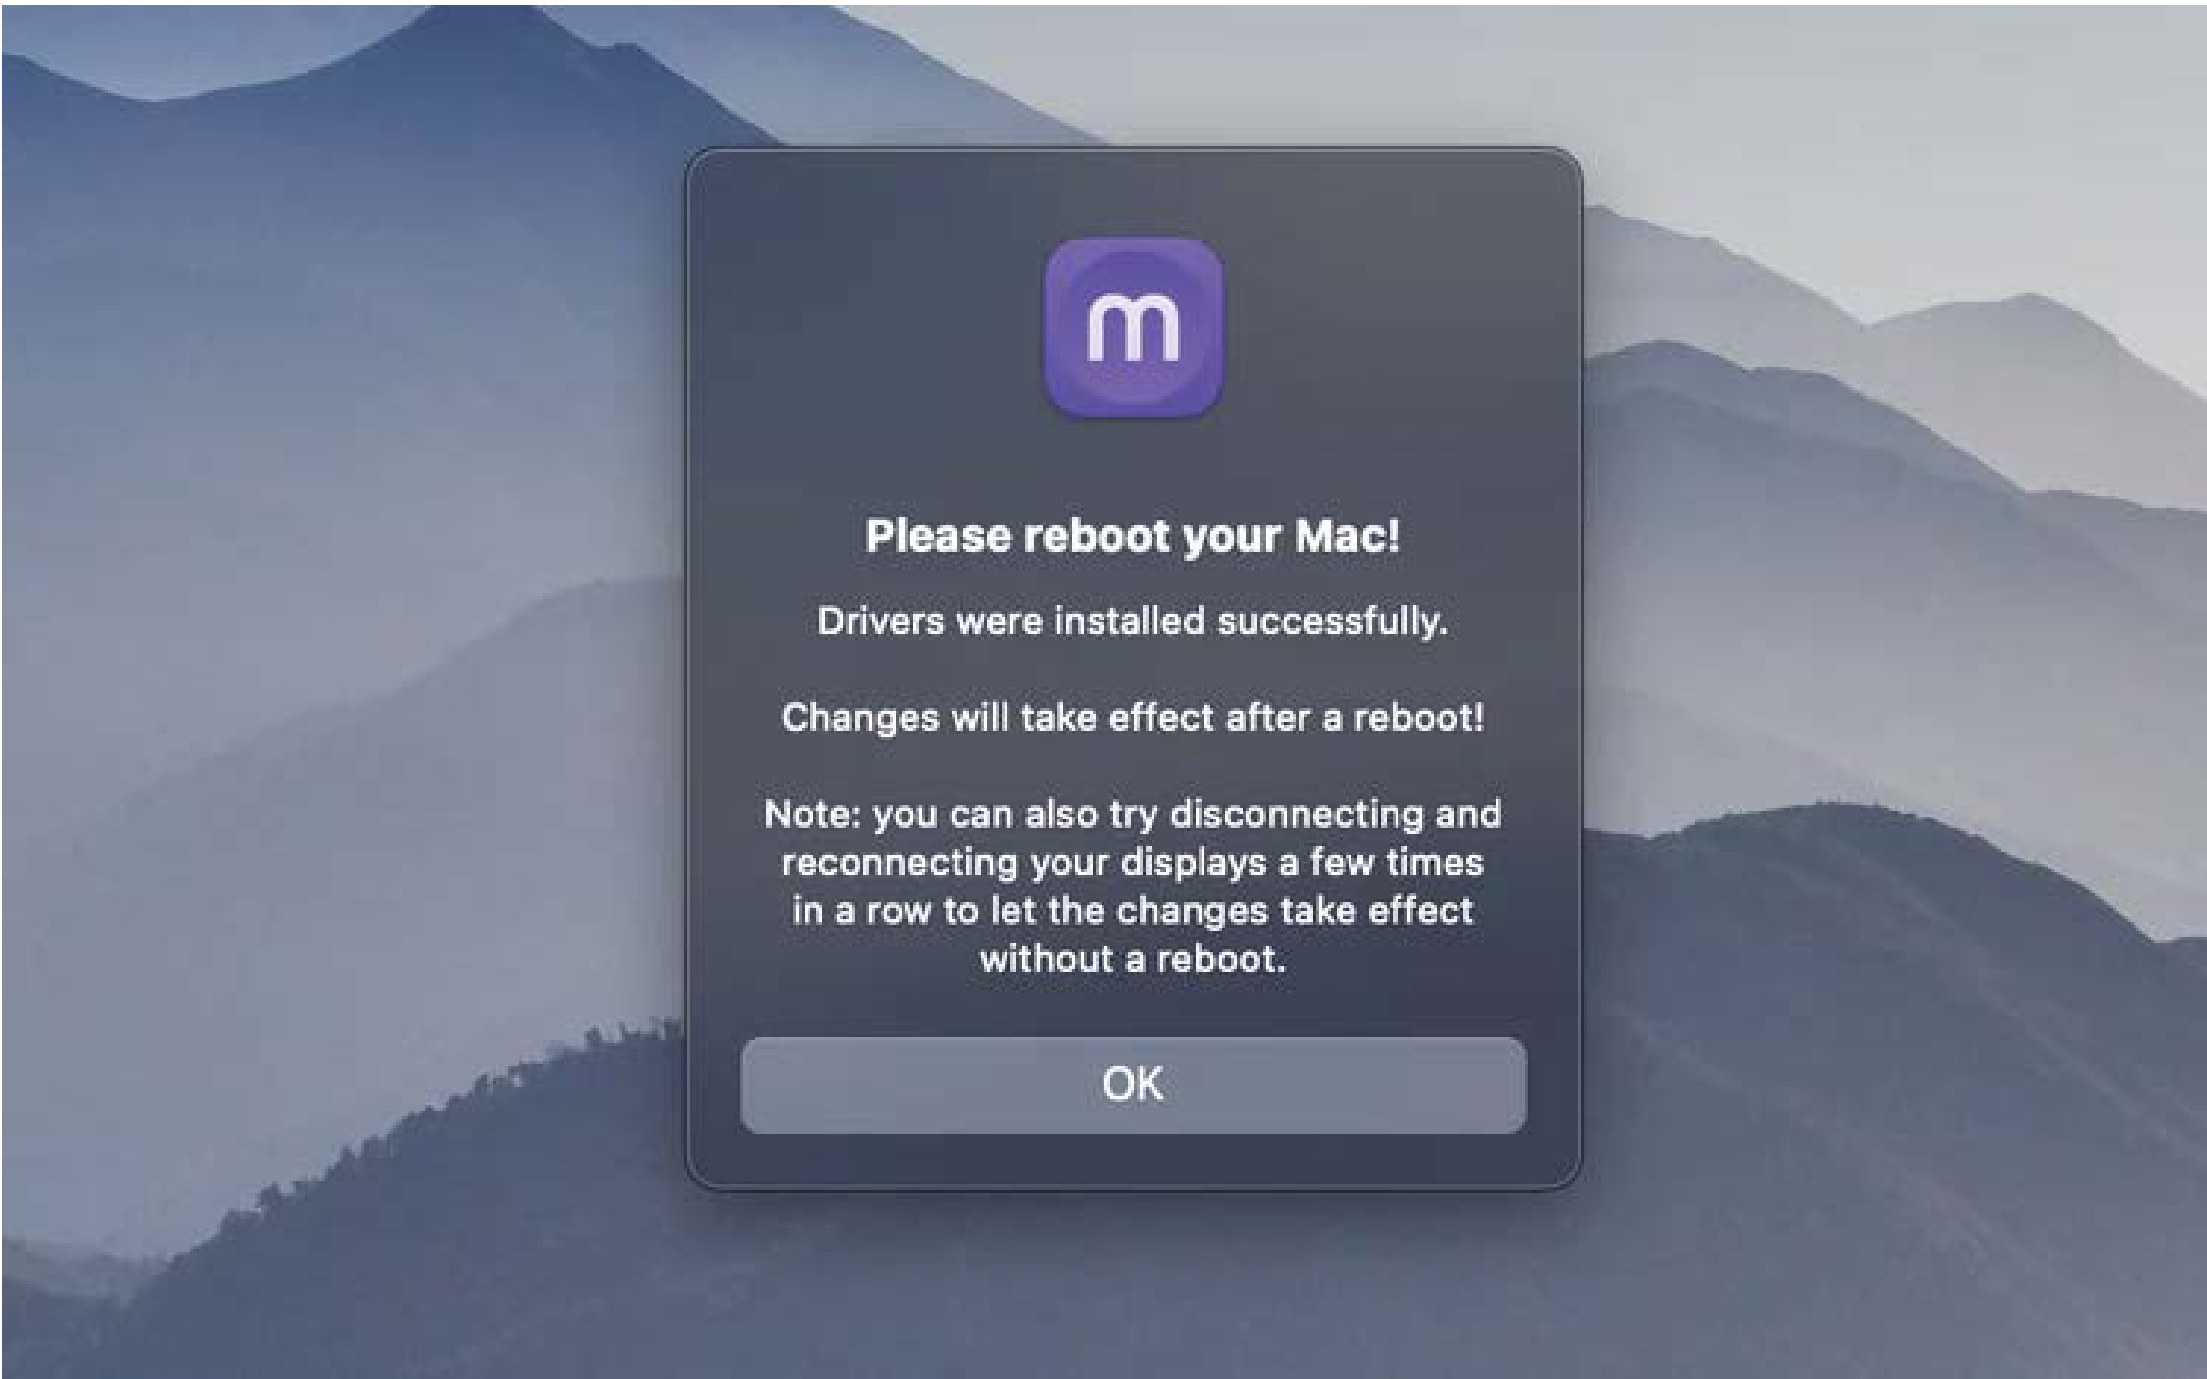 m
Please reboot your Mac!
Drivers were installed successfully.
Changes will take effect after a reboot!
Note: you can also try disconnecting and
reconnecting your displays a few times
in a row to let the changes take effect
without a reboot.
OK